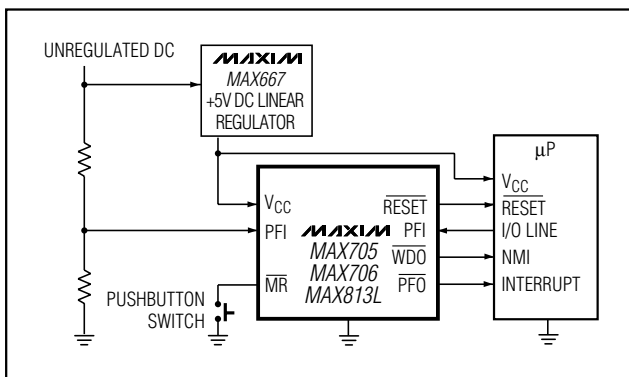 UNREGULATED DC
MAXIM
MAX667
+5V DC LINEAR
REGULATOR
µP
VCC
RESET
I/O LINE
NMI
INTERRUPT
VCC
PFI
MR
MAXIM
MAX705
MAX706
MAX813L
RESET
PFI
WDO
PFO
PUSHBUTTON
SWITCH